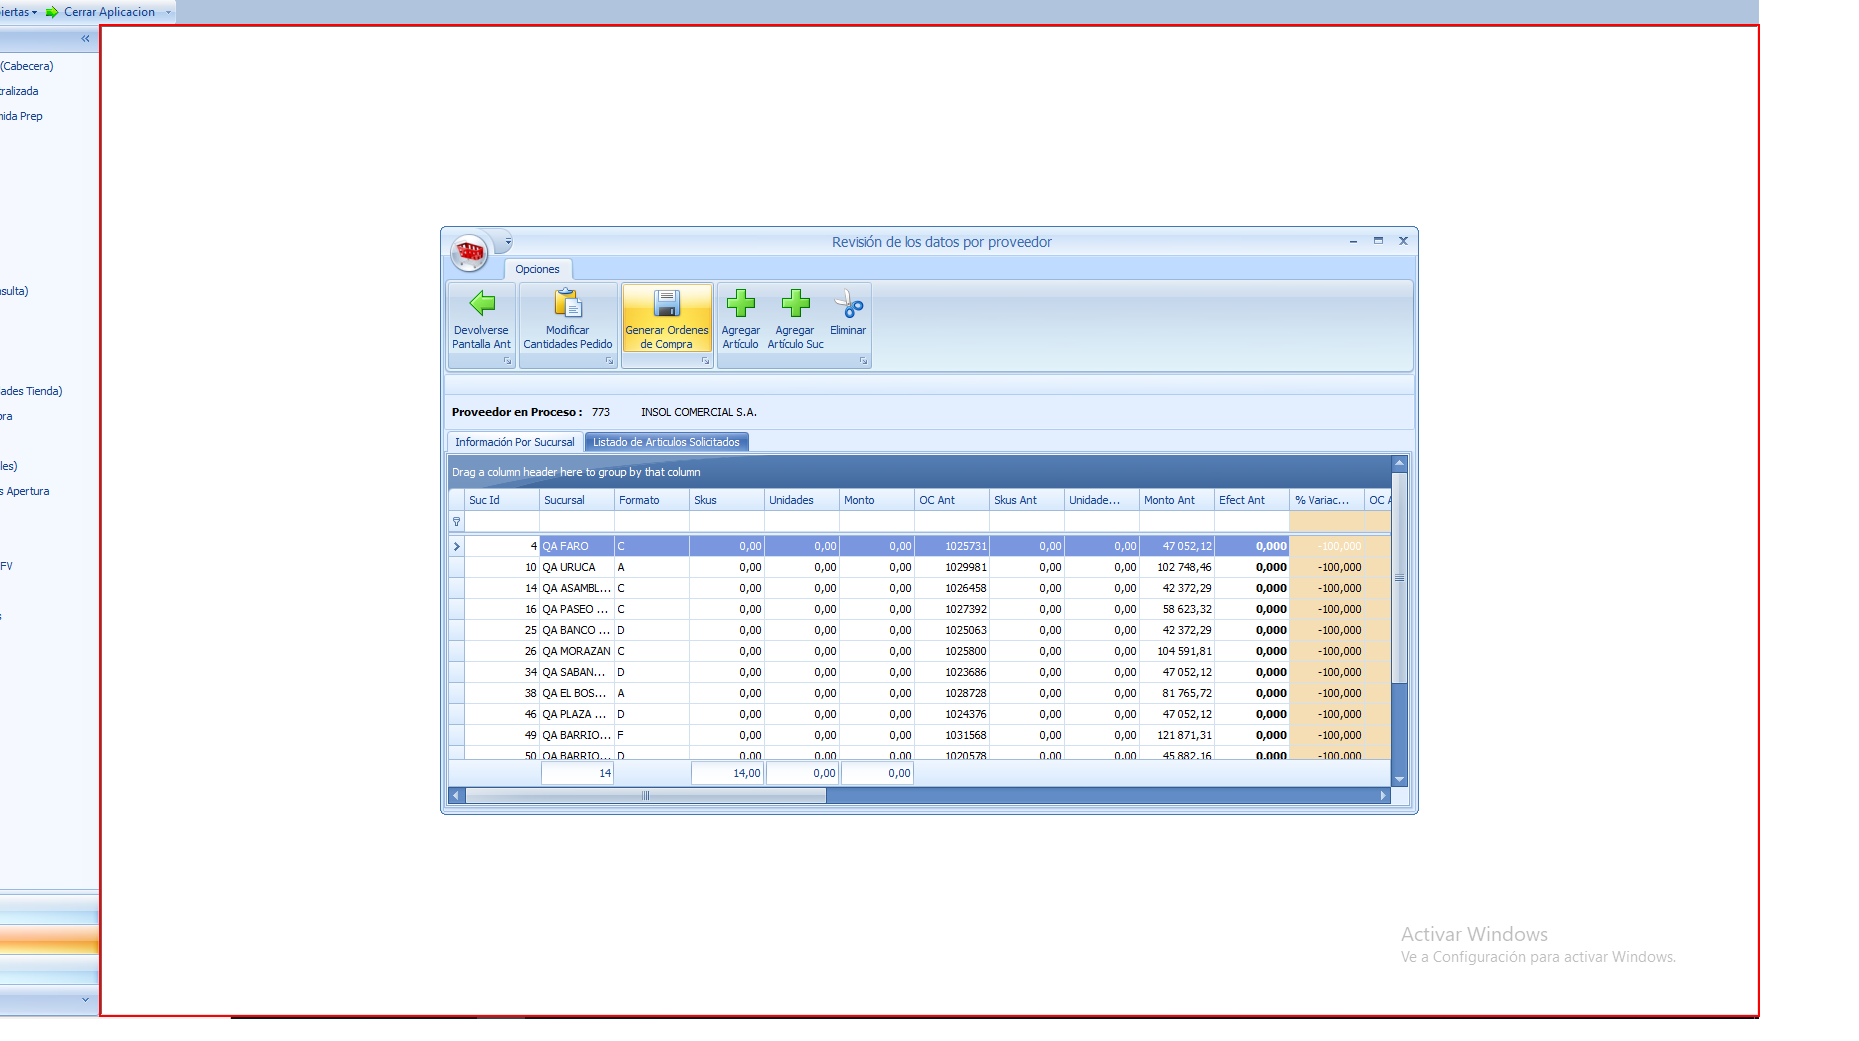 iertas
Cerrar Aplicacion
(Cabecera)
ralizada
ida Prep
sulta)
ades Tienda)
ra
les)
s Apertura
FV
Revisión de los datos por proveedor
Opciones
Devolverse Pantalla Ant
Modificar Cantidades Pedido
Generar Ordenes de Compra
Agregar Artículo
Agregar Artículo Suc
Eliminar
Proveedor en Proceso : 773 INSOL COMERCIAL S.A.
Información Por Sucursal
Listado de Articulos Solicitados
Drag a column header here to group by that column
Suc Id Sucursal Formato Skus Unidades Monto OC Ant Skus Ant Unidade... Monto Ant Efect Ant % Variac... OC A
4 QA FARO C 0,00 0,00 0,00 1025731 0,00 0,00 47 052,12 0,000 -100,000
10 QA URUCA A 0,00 0,00 0,00 1029981 0,00 0,00 102 748,46 0,000 -100,000
14 QA ASAMBL... C 0,00 0,00 0,00 1026458 0,00 0,00 42 372,29 0,000 -100,000
16 QA PASEO ... C 0,00 0,00 0,00 1027392 0,00 0,00 58 623,32 0,000 -100,000
25 QA BANCO ... D 0,00 0,00 0,00 1025063 0,00 0,00 42 372,29 0,000 -100,000
26 QA MORAZAN C 0,00 0,00 0,00 1025800 0,00 0,00 104 591,81 0,000 -100,000
34 QA SABAN... D 0,00 0,00 0,00 1023686 0,00 0,00 47 052,12 0,000 -100,000
38 QA EL BOS... A 0,00 0,00 0,00 1028728 0,00 0,00 81 765,72 0,000 -100,000
46 QA PLAZA ... D 0,00 0,00 0,00 1024376 0,00 0,00 47 052,12 0,000 -100,000
49 QA BARRIO... F 0,00 0,00 0,00 1031568 0,00 0,00 121 871,31 0,000 -100,000
50 QA BARRIO... D 0,00 0,00 0,00 1020578 0,00 0,00 45 882,16 0,000 -100,000
14 14,00 0,00 0,00
Activar Windows
Ve a Configuración para activar Windows.